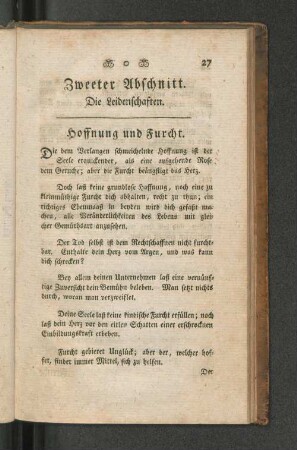 27
Zweeter Abschnitt.
Die Leidenschaften.
Hoffnung und Furcht.
Die dem Verlangen schmeichelnde Hoffnung ist der
Seele erquickender, als eine aufgehende Rose
dem Geruche; aber die Furcht beängstigt das Herz.
Doch laß keine grundlose Hoffnung, noch eine zu
kleinmüthige Furcht dich abhalten, recht zu thun; ein
richtiges Ebenmaaß in beyden wird dich gefaßt ma-
chen, alle Veränderlichkeiten des Lebens mit glei-
cher Gemüthsart anzusehen.
Der Tod selbst ist dem Rechtschaffnen nicht furcht-
bar. Enthalte dein Herz vom Argen, und was kann
dich schrecken?
Bey allem deinen Unternehmen laß eine vernünf-
tige Zuversicht dein Bemühn beleben. Man setzt nichts
durch, woran man verzweifelt.
Deine Seele laß keine kindische Furcht erfüllen; noch
laß dein Herz vor den eitlen Schatten einer erschrocknen
Einbildungskraft erbeben.
Furcht gebieret Unglück; aber der, welcher hof-
fet, findet immer Mittel, sich zu helfen.
Der